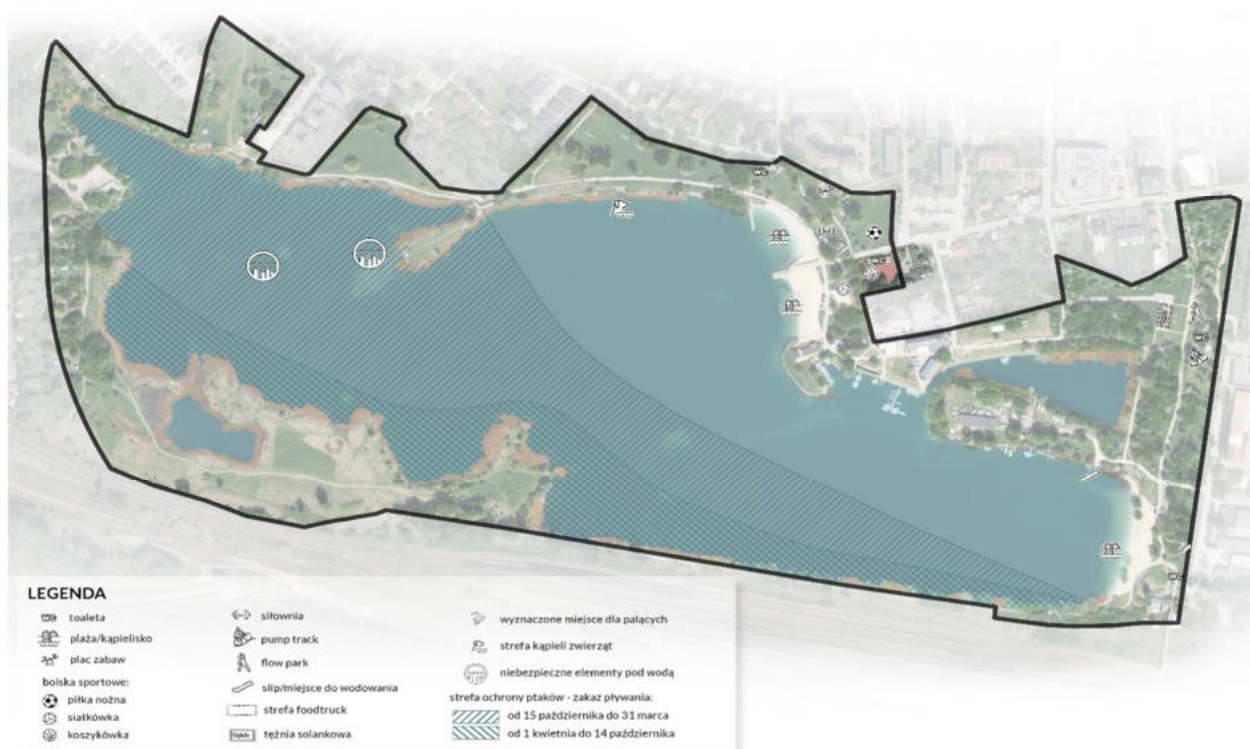 WC
WC
WC
WC
LEGENDA
WC toaleta
plaża/kąpielisko
plac zabaw
boiska sportowe:
piłka nożna
siatkówka
koszykówka
siłownia
pump track
flow park
slip/miejsce do wodowania
strefa foodtruck
tężnia solankowa
wyznaczone miejsce dla palących
strefa kąpieli zwierząt
niebezpieczne elementy pod wodą
strefa ochrony ptaków - zakaz pływania:
od 15 października do 31 marca
od 1 kwietnia do 14 października